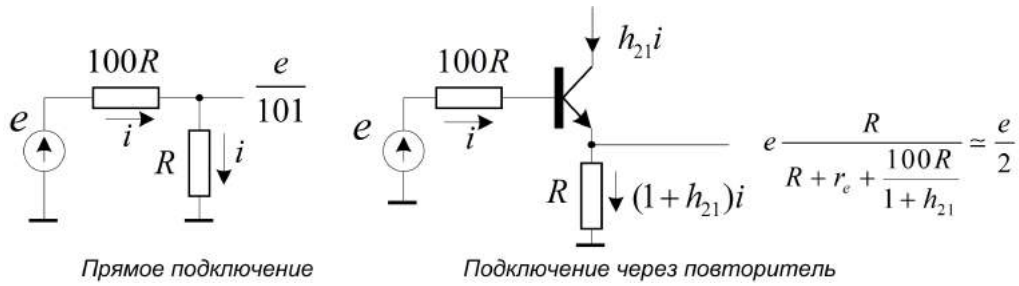 100R
e/101
e
i
R
i
Прямое подключение
h₂₁i
100R
e
i
R
(1+h₂₁)i
e R/(R + rₑ + 100R/(1 + h₂₁)) ≃ e/2
Подключение через повторитель